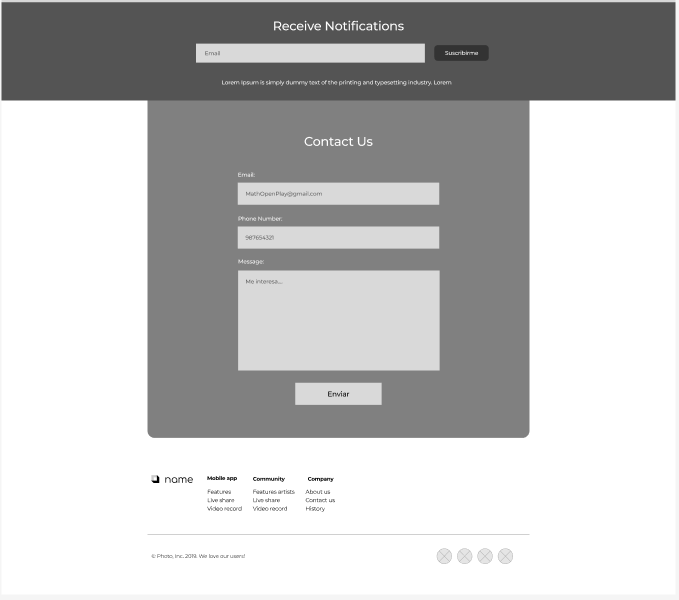 Receive Notifications
Email
Suscribirme
Lorem Ipsum is simply dummy text of the printing and typesetting industry. Lorem
Contact Us
Email:
MathOpenPley@gmail.com
Phone Number:
987654321
Message:
Me interesa....
Enviar
name
Mobile app
Features
Live share
Video record
Community
Features artists
Live share
Video record
Company
About us
Contact us
History
© Photo, Inc. 2019. We love our users!